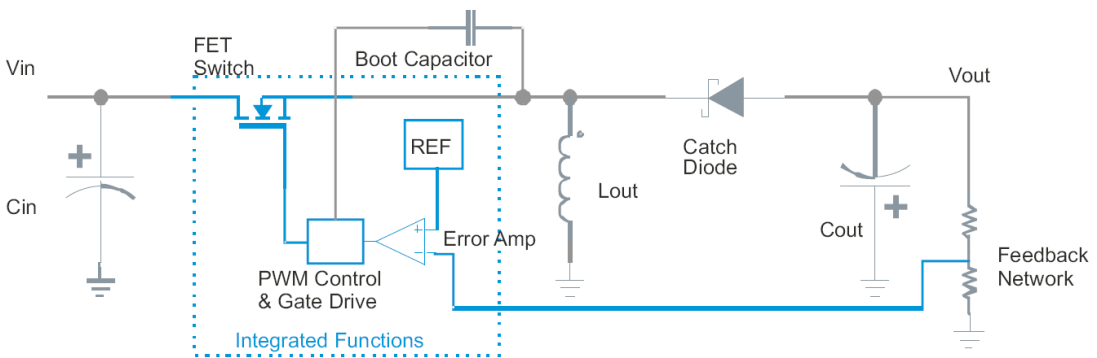 FET
Switch
Boot Capacitor
Vin
Vout
REF
Catch
Diode
Lout
Cin
Cout
Error Amp
Feedback
Network
PWM Control
& Gate Drive
Integrated Functions